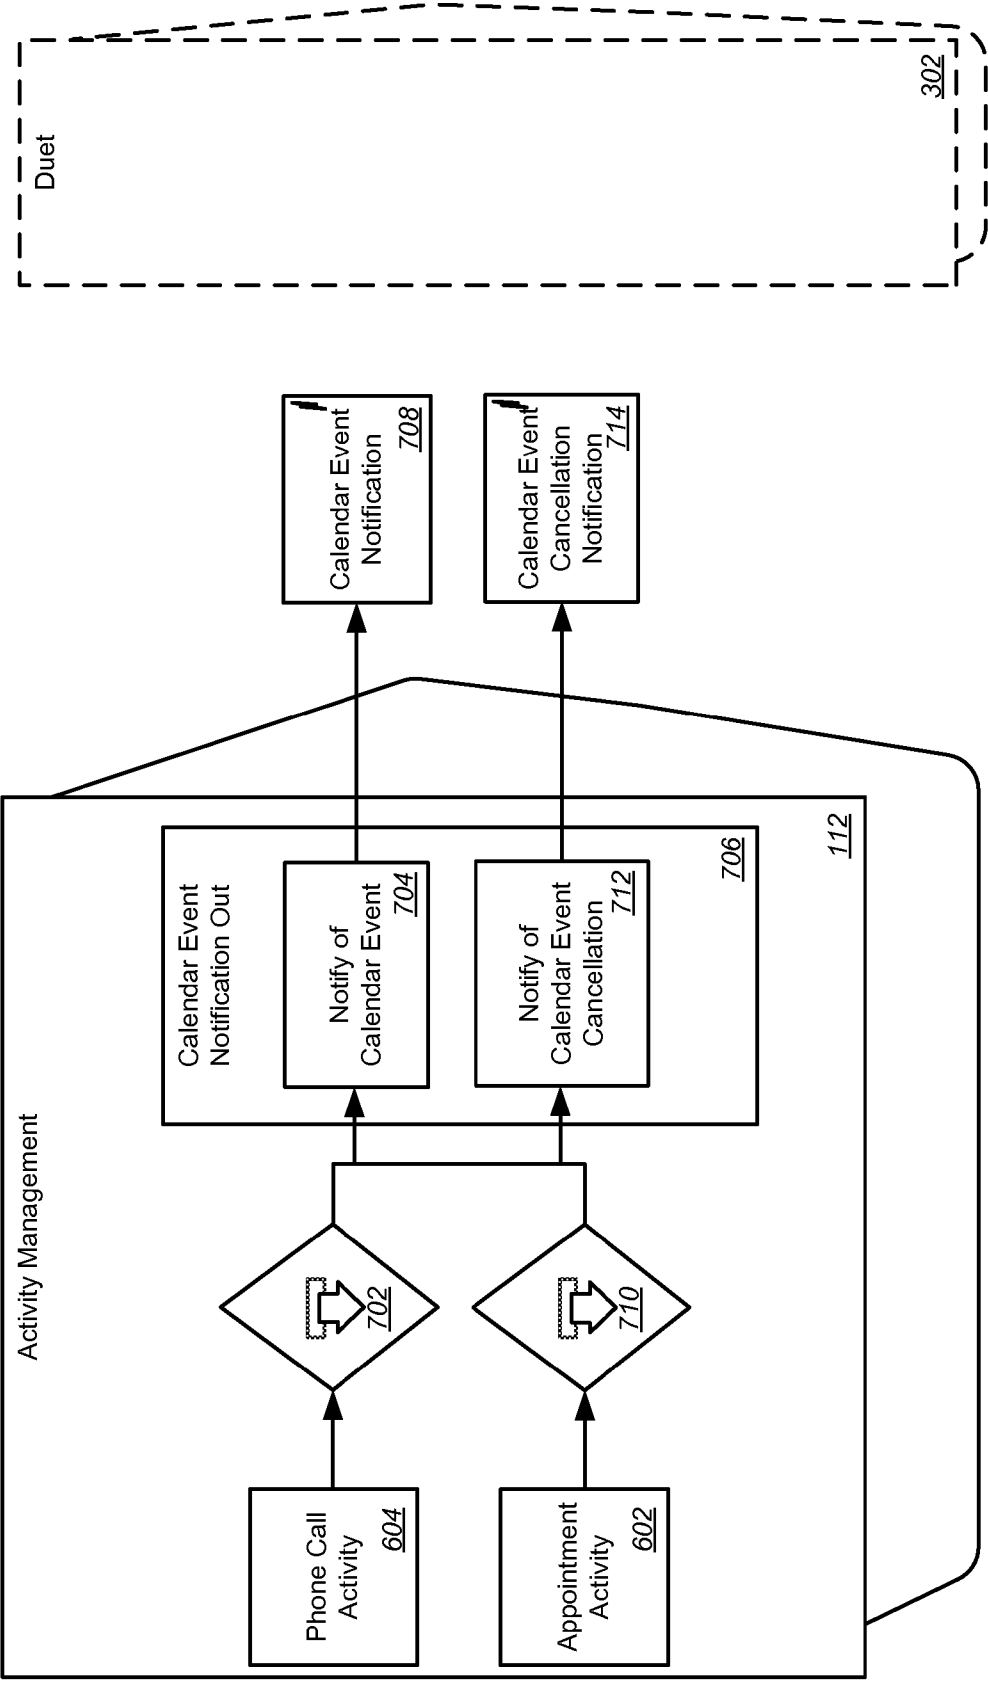 Activity Management
Phone Call
Activity
604
Appointment
Activity
602
702
710
Calendar Event
Notification Out
Notify of
Calendar Event
704
Notify of
Calendar Event
Cancellation
712
706
112
Calendar Event
Notification
708
Calendar Event
Cancellation
Notification
714
Duet
302